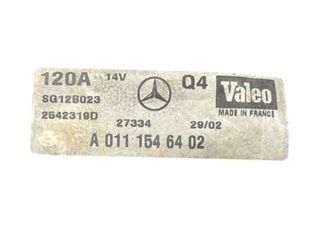 120A 14V Q4 Valeo
SG12B023 MADE IN FRANCE
2542319D 27334 29/02
A 011 154 64 02